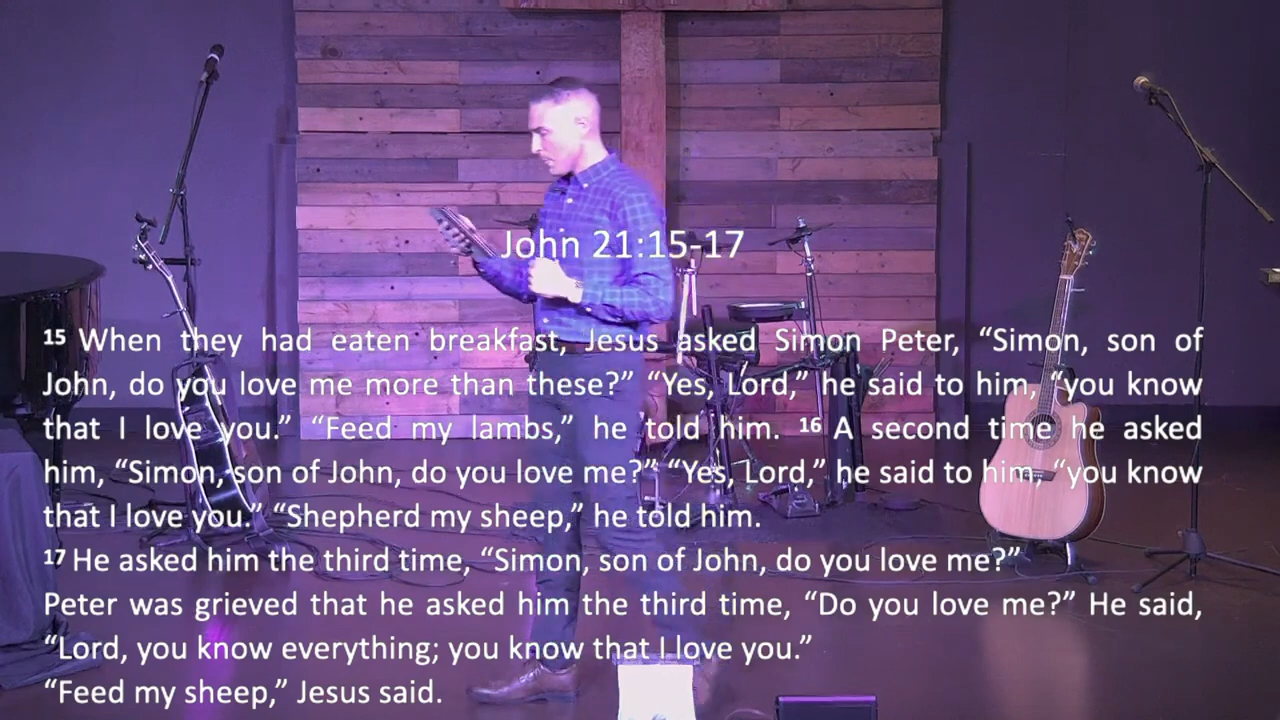 John 21:15-17
15 When they had eaten breakfast, Jesus asked Simon Peter, “Simon, son of
John, do you love me more than these?” “Yes, Lord,” he said to him, “you know
that I love you.” “Feed my lambs,” he told him. 16 A second time he asked
him, “Simon, son of John, do you love me?” “Yes, Lord,” he said to him, “you know
that I love you.” “Shepherd my sheep,” he told him.
17 He asked him the third time, “Simon, son of John, do you love me?”
Peter was grieved that he asked him the third time, “Do you love me?” He said,
“Lord, you know everything; you know that I love you.”
“Feed my sheep,” Jesus said.